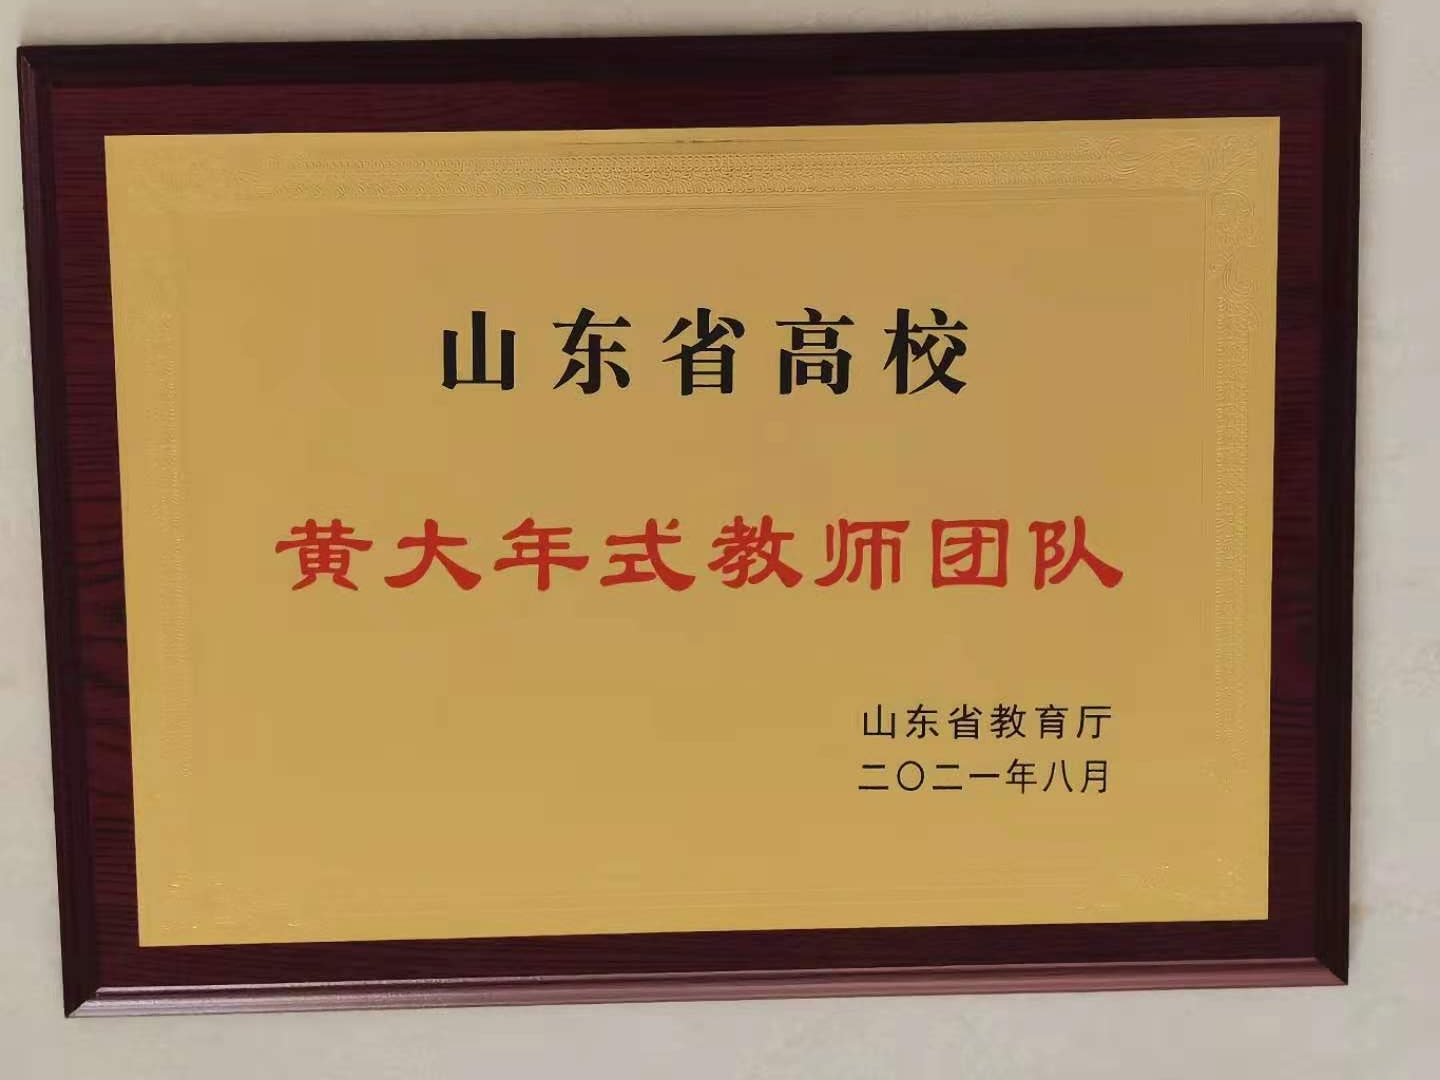 山东省高校
黄大年式教师团队
山东省教育厅
二〇二一年八月